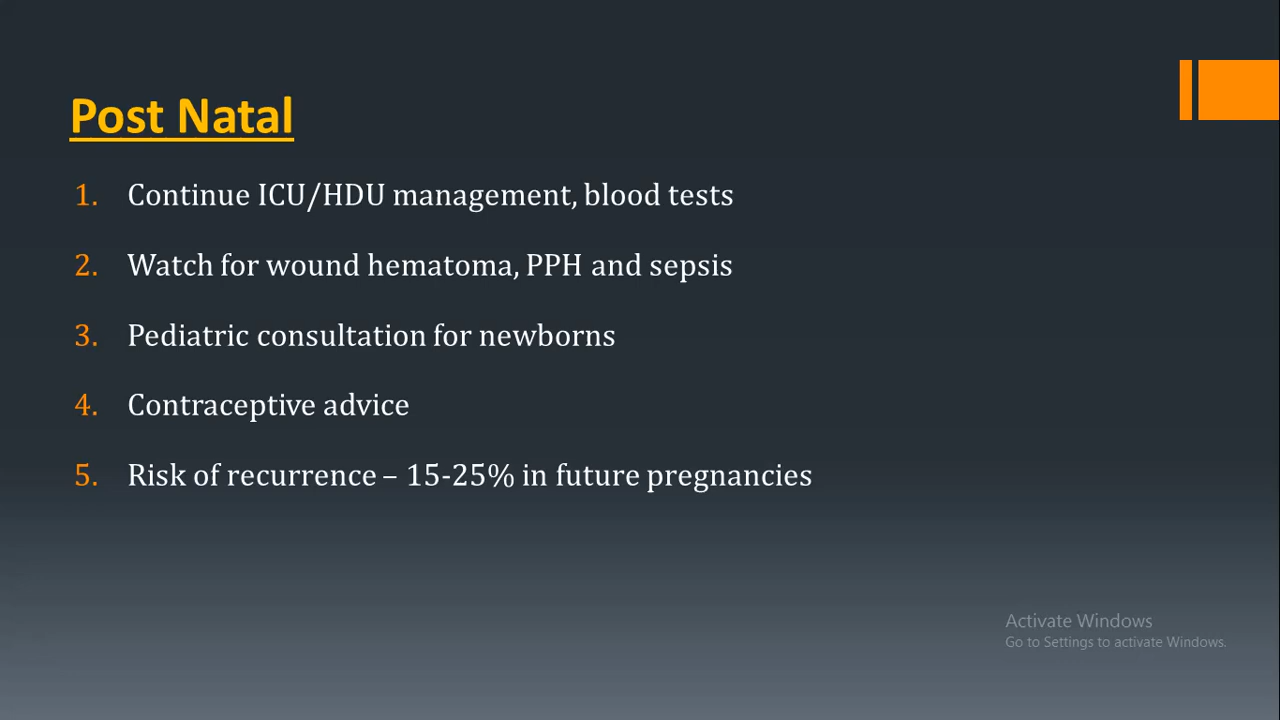 Post Natal
1. Continue ICU/HDU management, blood tests
2. Watch for wound hematoma, PPH and sepsis
3. Pediatric consultation for newborns
4. Contraceptive advice
5. Risk of recurrence – 15-25% in future pregnancies
Activate Windows
Go to Settings to activate Windows.